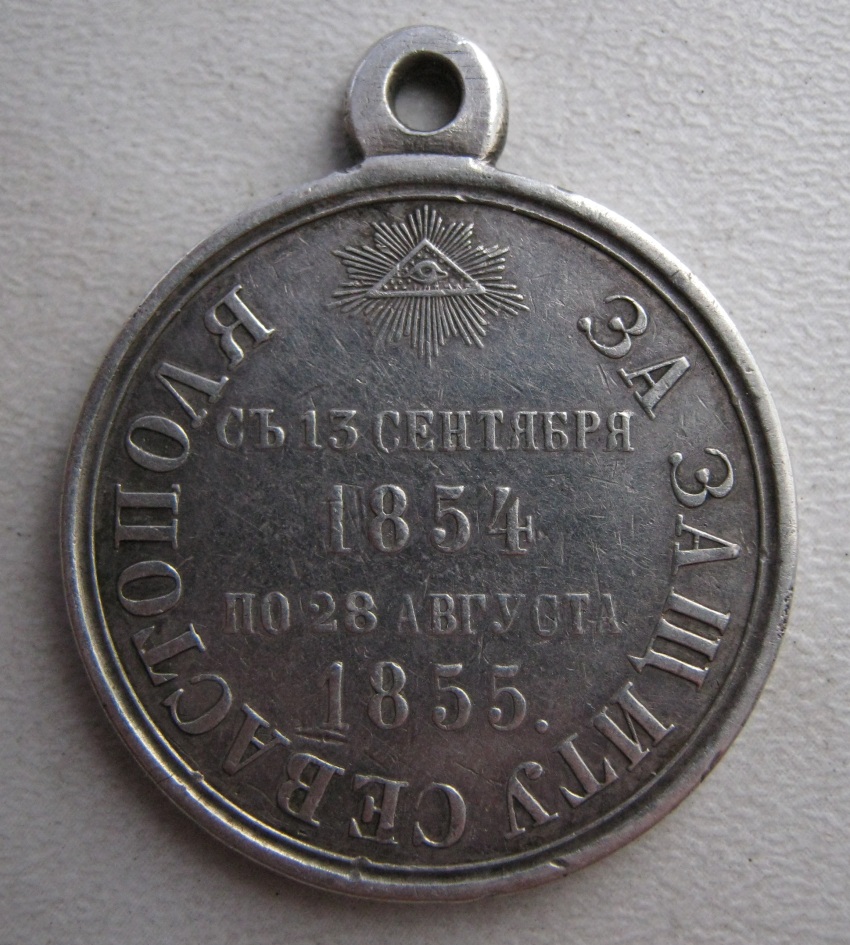 ЗА ЗАЩИТУ СЕВАСТОПОЛЯ
СЪ 13 СЕНТЯБРЯ
1854
ПО 28 АВГУСТА
1855.